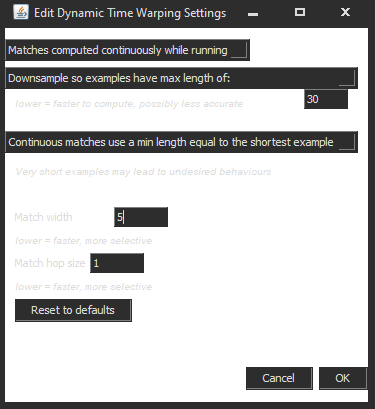 Edit Dynamic Time Warping Settings
Matches computed continuously while running
Downsample so examples have max length of:
lower = faster to compute, possibly less accurate
30
Continuous matches use a min length equal to the shortest example
Very short examples may lead to undesired behaviours
Match width 5
lower = faster, more selective
Match hop size 1
lower = faster, more selective
Reset to defaults
Cancel OK